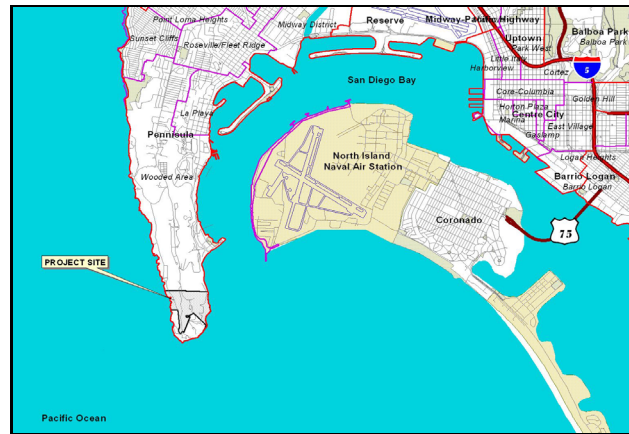 Point Loma Heights
Midway District
Reserve
Midway-Pacific Highway
Balboa Park
Balboa Park
Sunset Cliffs
Roseville/Fleet Ridge
Uptown
Park West
Little Italy
Harborview
Cortez
5
San Diego Bay
Core-Columbia
Golden Hill
Horton Plaza
Centre City
Marina
La Playa
East Village
Gaslamp
Peninsula
Logan Heights
North Island
Naval Air Station
Barrio Logan
Barrio Logan
Wooded Area
Coronado
75
PROJECT SITE
Pacific Ocean